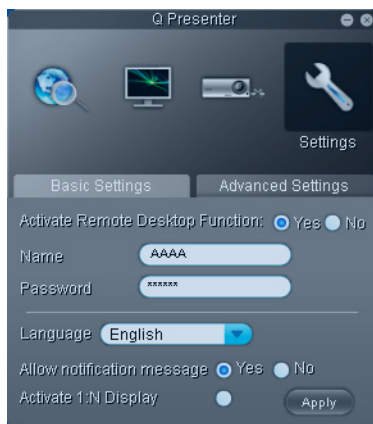 Q Presenter
Settings
Basic Settings Advanced Settings
Activate Remote Desktop Function: Yes No
Name AAAA
Password ******
Language English
Allow notification message Yes No
Activate 1:N Display Apply